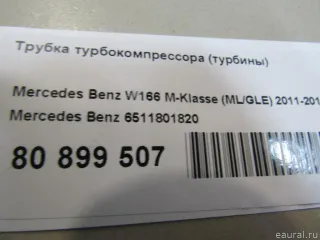 Трубка турбокомпрессора (турбины)
Mercedes Benz W166 M-Klasse (ML/GLE) 2011-201
Mercedes Benz 6511801820
80 899 507
eaural.ru